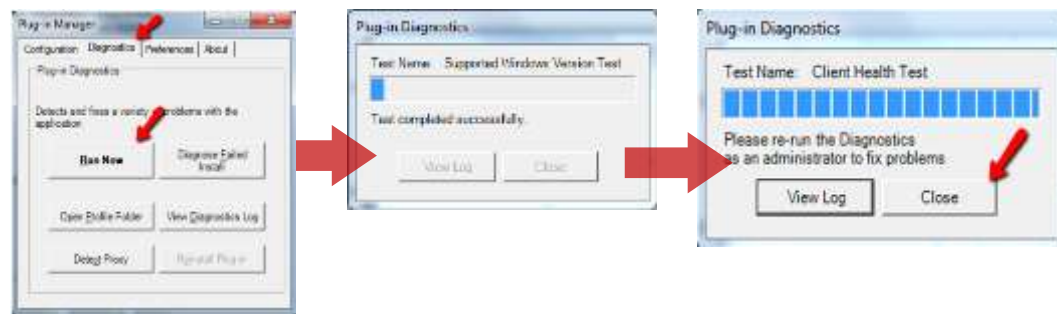 Plug-in Manager
Configuration Diagnostics Preferences About
Plug-in Diagnostics
Detects and fixes a variety problems with the
application
Run Now
Diagnose Failed
Install
Open Profile Folder
View Diagnostics Log
Detect Proxy
Reinstall Plug-in
Plug-in Diagnostics
Test Name: Supported Windows Version Test
Test completed successfully.
View Log
Close
Plug-in Diagnostics
Test Name: Client Health Test
Please re-run the Diagnostics
as an administrator to fix problems
View Log
Close